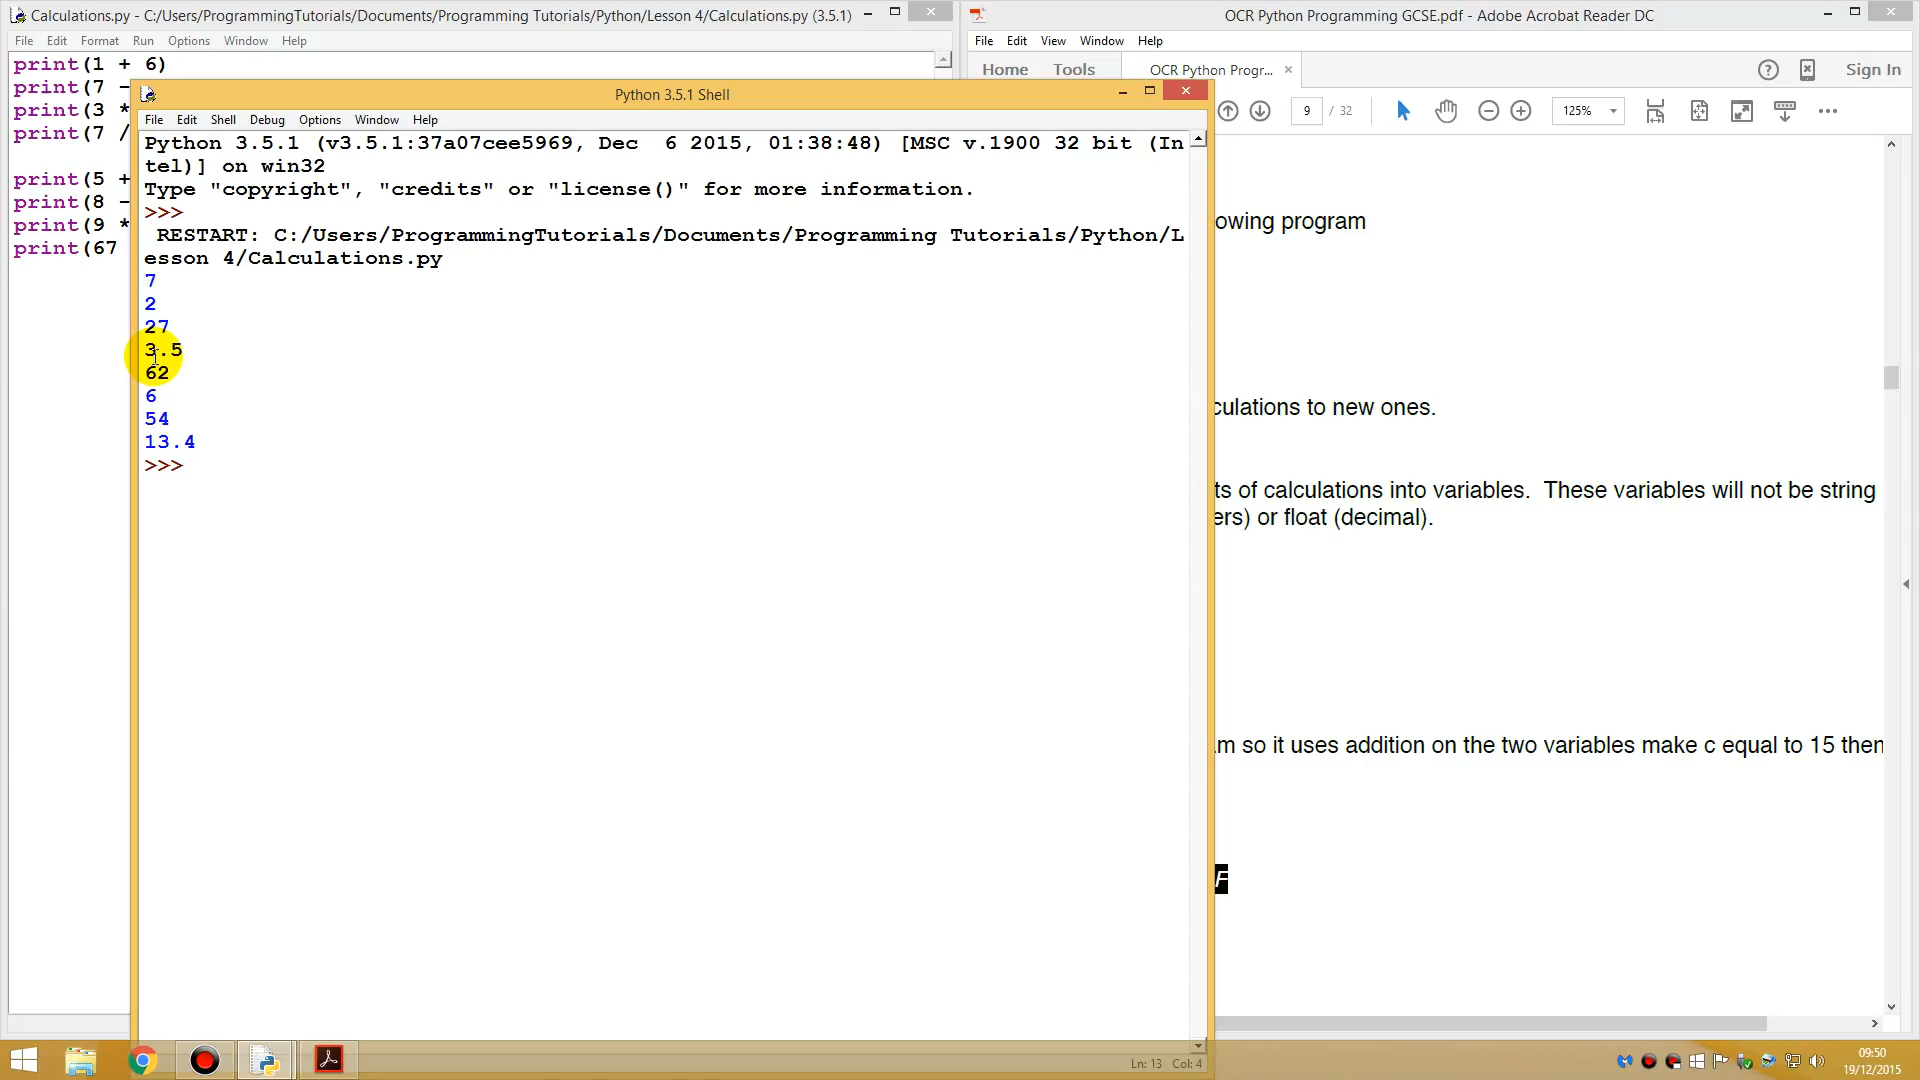 Calculations.py - C:/Users/ProgrammingTutorials/Documents/Programming Tutorials/Python/Lesson 4/Calculations.py (3.5.1)
File Edit Format Run Options Window Help
print(1 + 6)
print(7 -
print(3 *
print(7 /
print(5 +
print(8 -
print(9 *
print(67
Python 3.5.1 Shell
File Edit Shell Debug Options Window Help
Python 3.5.1 (v3.5.1:37a07cee5969, Dec  6 2015, 01:38:48) [MSC v.1900 32 bit (In
tel)] on win32
Type "copyright", "credits" or "license()" for more information.
>>>
RESTART: C:/Users/ProgrammingTutorials/Documents/Programming Tutorials/Python/L
esson 4/Calculations.py
7
2
27
3.5
62
6
54
13.4
>>>
Ln: 13 Col: 4
OCR Python Programming GCSE.pdf - Adobe Acrobat Reader DC
File Edit View Window Help
Home Tools OCR Python Progr... × Sign In
9 / 32 125%
owing program
culations to new ones.
ts of calculations into variables.  These variables will not be string
ers) or float (decimal).
m so it uses addition on the two variables make c equal to 15 then
F
09:50
19/12/2015